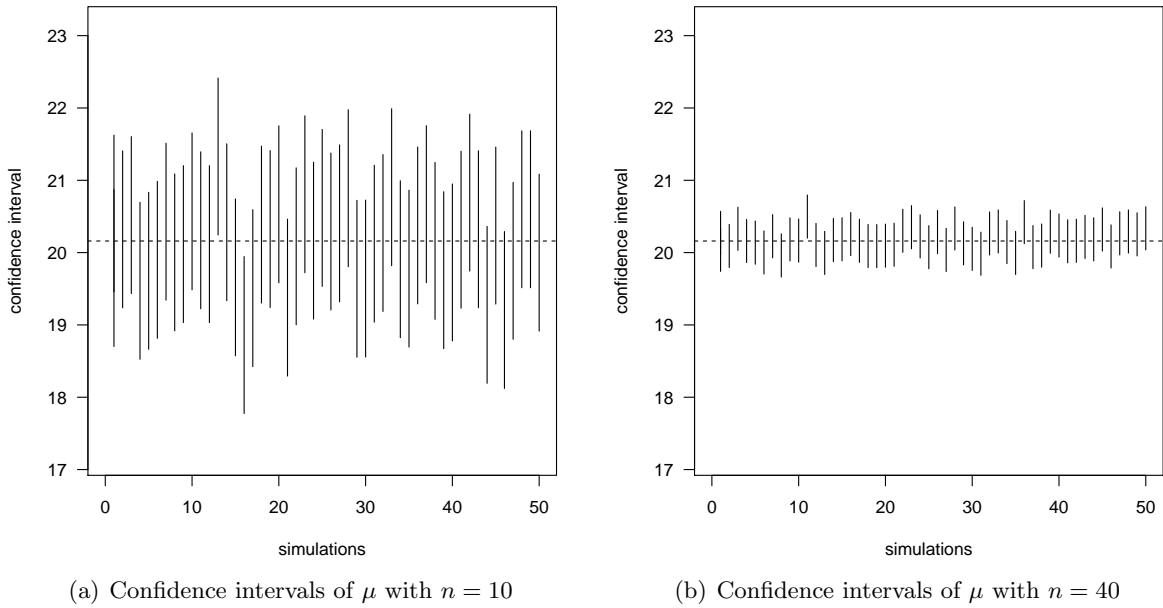 23
22
21
20
19
18
17
confidence interval
0 10 20 30 40 50
simulations
(a) Confidence intervals of μ with n = 10
23
22
21
20
19
18
17
confidence interval
0 10 20 30 40 50
simulations
(b) Confidence intervals of μ with n = 40